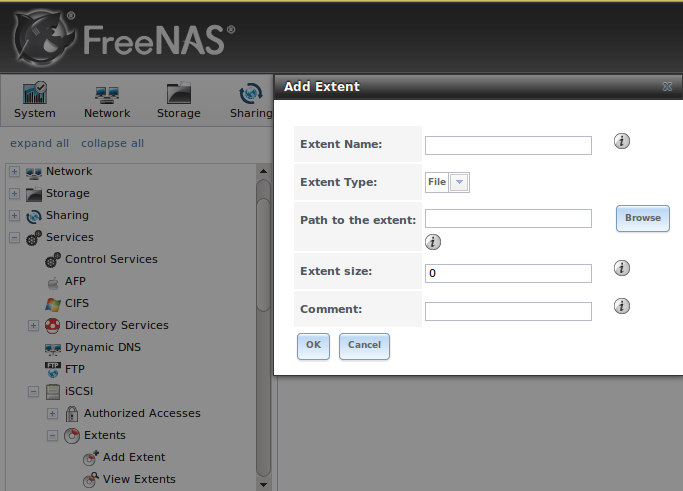 FreeNAS®
System
Network
Storage
Sharing
expand all
collapse all
Network
Storage
Sharing
Services
Control Services
AFP
CIFS
Directory Services
Dynamic DNS
FTP
FTP
iSCSI
Authorized Accesses
Extents
Add Extent
View Extents
Add Extent
Extent Name:
Extent Type:
File
Path to the extent:
Browse
Extent size:
0
Comment:
OK
Cancel